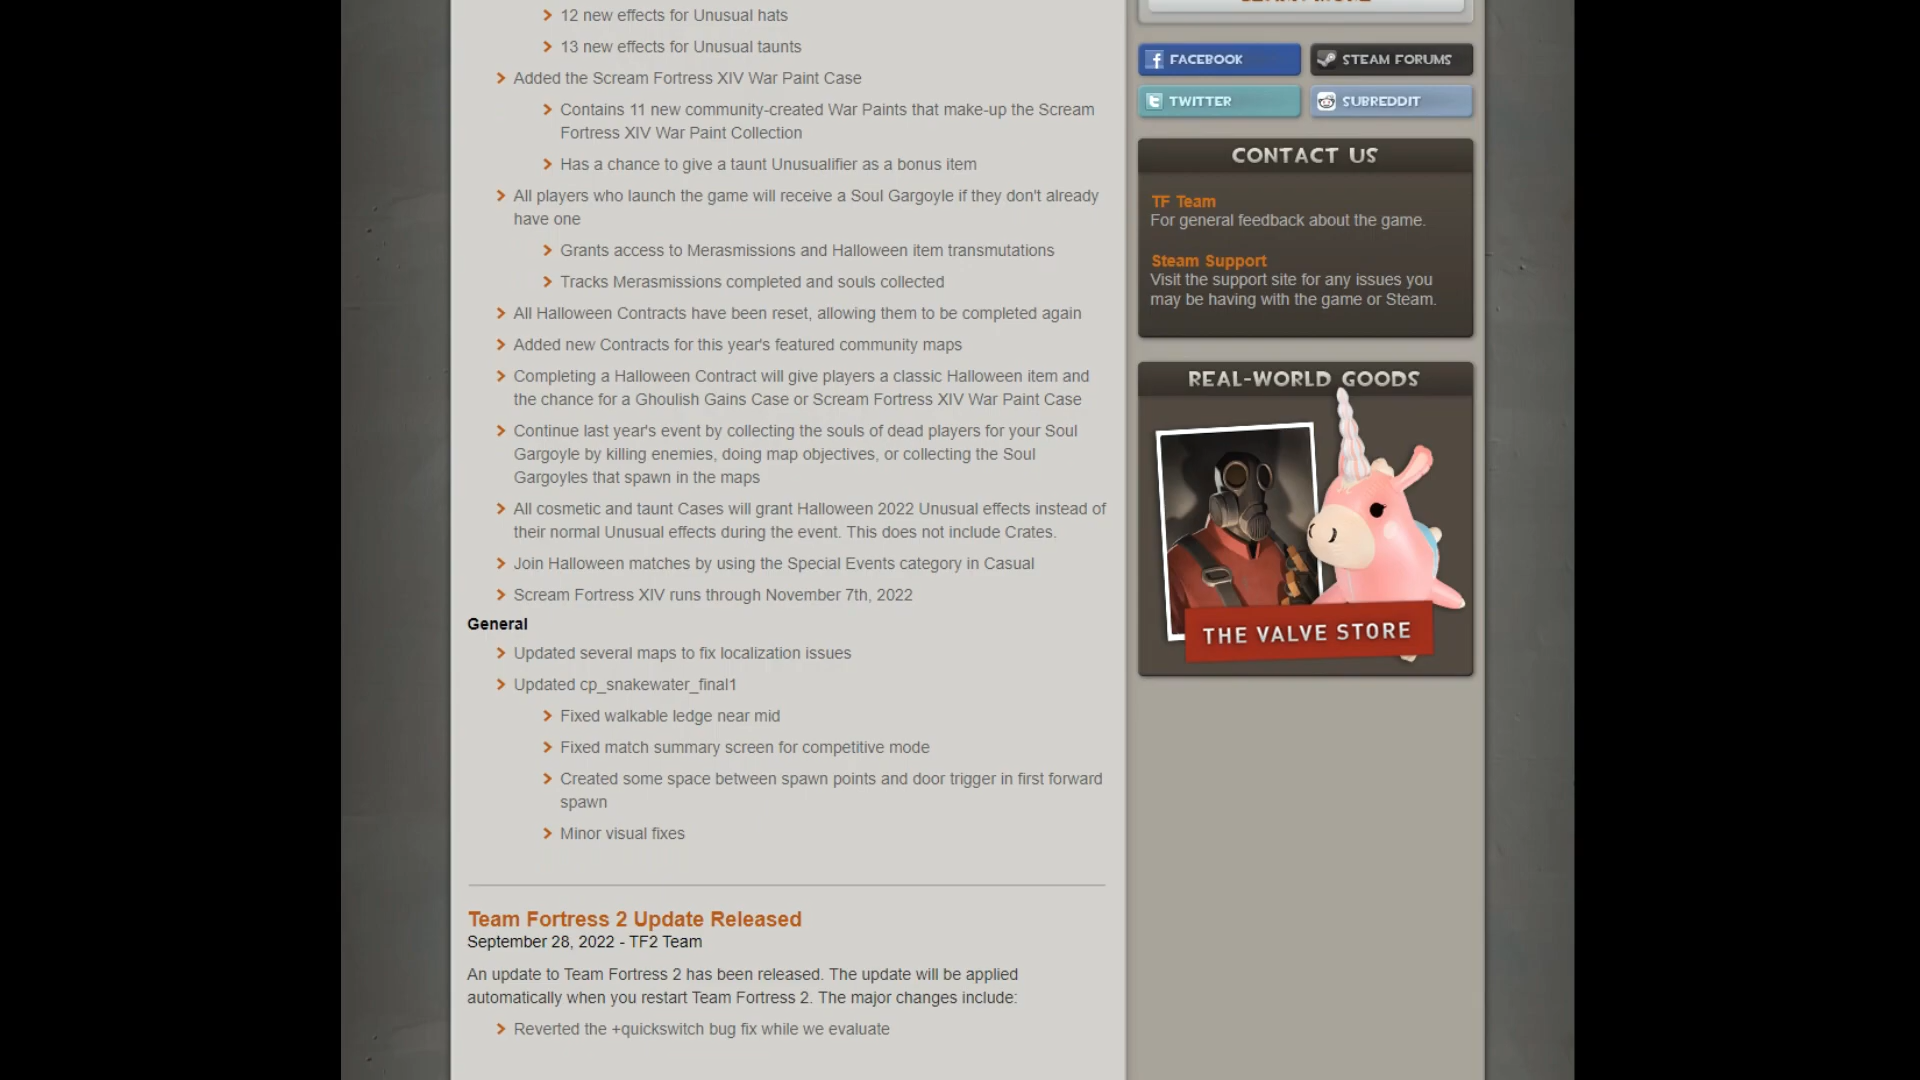 12 new effects for Unusual hats
13 new effects for Unusual taunts
Added the Scream Fortress XIV War Paint Case
Contains 11 new community-created War Paints that make-up the Scream
Fortress XIV War Paint Collection
Has a chance to give a taunt Unusualifier as a bonus item
All players who launch the game will receive a Soul Gargoyle if they don't already
have one
Grants access to Merasmissions and Halloween item transmutations
Tracks Merasmissions completed and souls collected
All Halloween Contracts have been reset, allowing them to be completed again
Added new Contracts for this year's featured community maps
Completing a Halloween Contract will give players a classic Halloween item and
the chance for a Ghoulish Gains Case or Scream Fortress XIV War Paint Case
Continue last year's event by collecting the souls of dead players for your Soul
Gargoyle by killing enemies, doing map objectives, or collecting the Soul
Gargoyles that spawn in the maps
All cosmetic and taunt Cases will grant Halloween 2022 Unusual effects instead of
their normal Unusual effects during the event. This does not include Crates.
Join Halloween matches by using the Special Events category in Casual
Scream Fortress XIV runs through November 7th, 2022
General
Updated several maps to fix localization issues
Updated cp_snakewater_final1
Fixed walkable ledge near mid
Fixed match summary screen for competitive mode
Created some space between spawn points and door trigger in first forward
spawn
Minor visual fixes
Team Fortress 2 Update Released
September 28, 2022 - TF2 Team
An update to Team Fortress 2 has been released. The update will be applied
automatically when you restart Team Fortress 2. The major changes include:
Reverted the +quickswitch bug fix while we evaluate
FACEBOOK
STEAM FORUMS
TWITTER
SUBREDDIT
CONTACT US
TF Team
For general feedback about the game.
Steam Support
Visit the support site for any issues you
may be having with the game or Steam.
REAL-WORLD GOODS
THE VALVE STORE